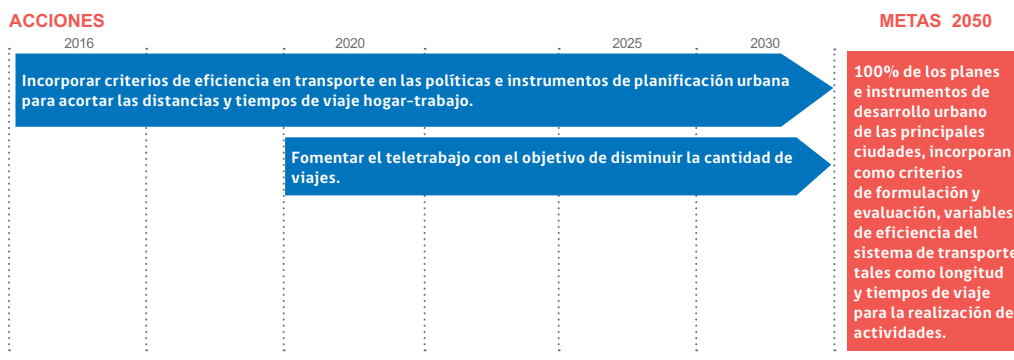 ACCIONES
METAS 2050
2016
2020
2025
2030
Incorporar criterios de eficiencia en transporte en las políticas e instrumentos de planificación urbana
para acortar las distancias y tiempos de viaje hogar-trabajo.
Fomentar el teletrabajo con el objetivo de disminuir la cantidad de
viajes.
100% de los planes
e instrumentos de
desarrollo urbano
de las principales
ciudades, incorporan
como criterios
de formulación y
evaluación, variables
de eficiencia del
sistema de transporte
tales como longitud
y tiempos de viaje
para la realización de
actividades.